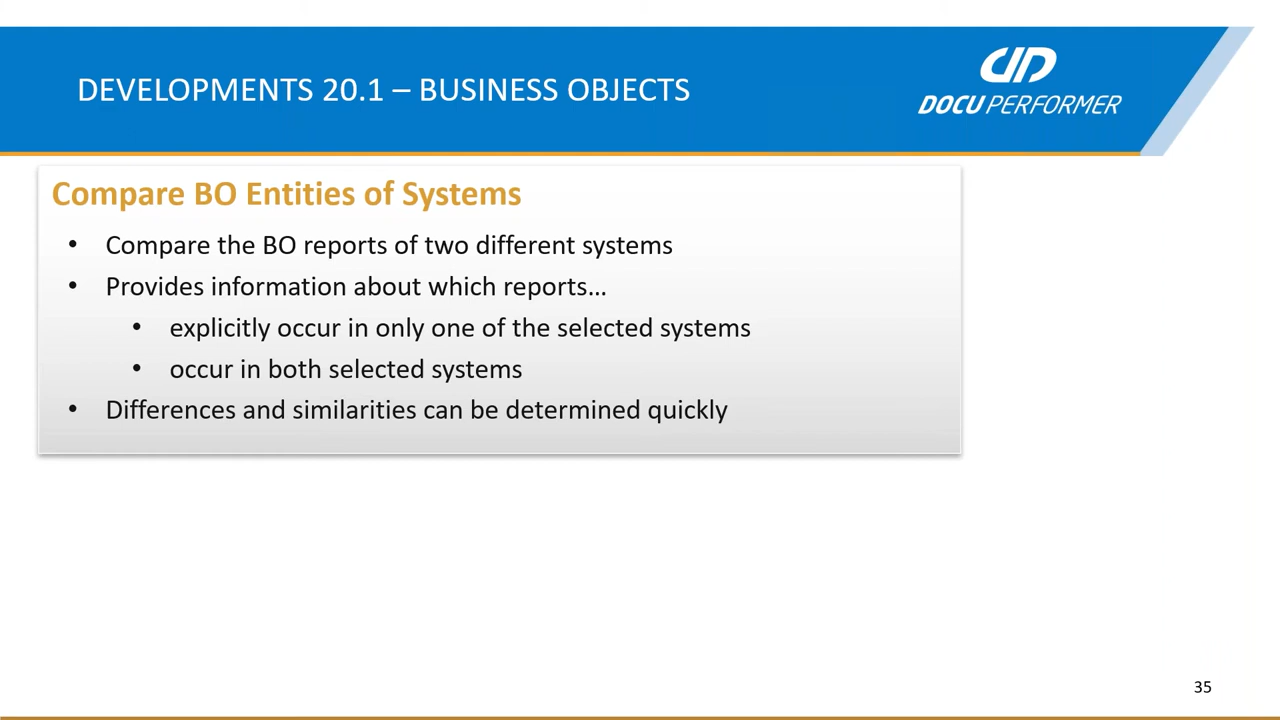 DEVELOPMENTS 20.1 – BUSINESS OBJECTS
DOCU PERFORMER
Compare BO Entities of Systems
• Compare the BO reports of two different systems
• Provides information about which reports…
• explicitly occur in only one of the selected systems
• occur in both selected systems
• Differences and similarities can be determined quickly
35